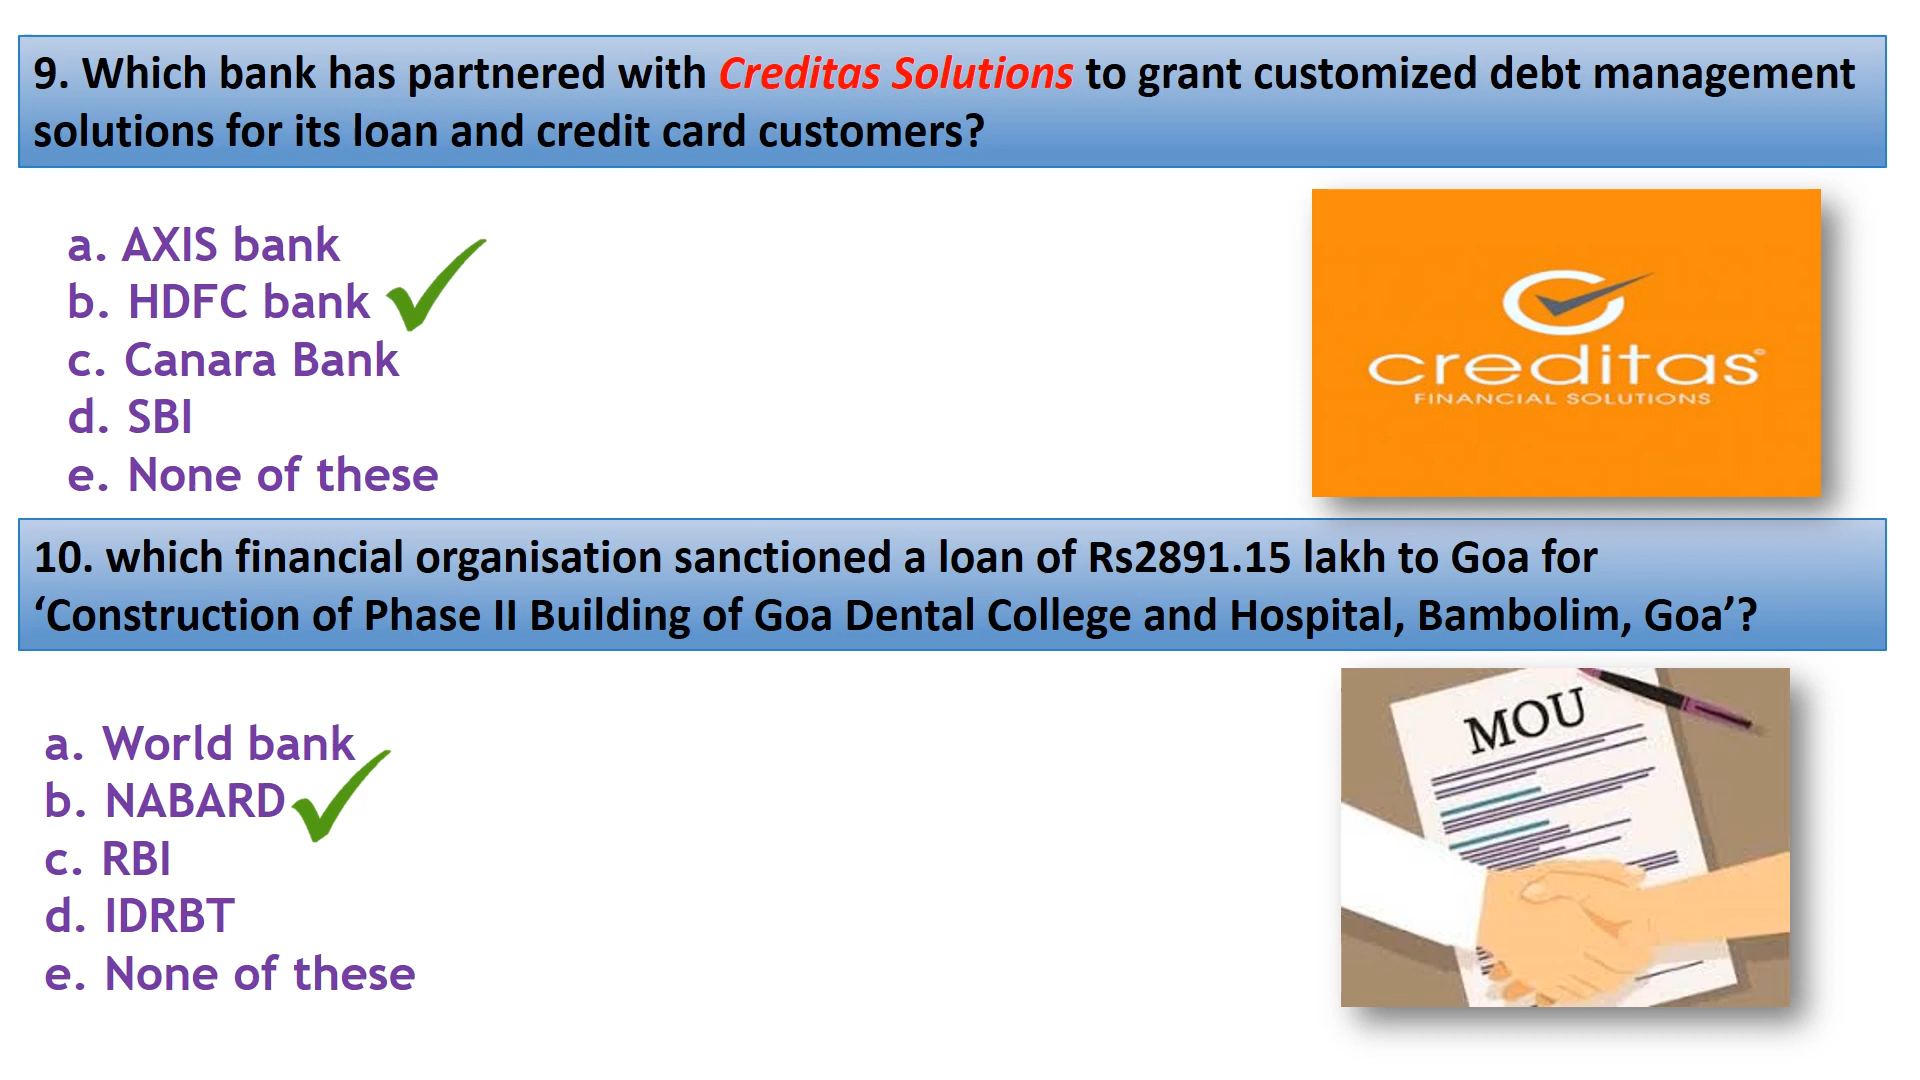 9. Which bank has partnered with Creditas Solutions to grant customized debt management
solutions for its loan and credit card customers?
a. AXIS bank
b. HDFC bank
c. Canara Bank
d. SBI
e. None of these
creditas
FINANCIAL SOLUTIONS
10. which financial organisation sanctioned a loan of Rs2891.15 lakh to Goa for
‘Construction of Phase II Building of Goa Dental College and Hospital, Bambolim, Goa’?
a. World bank
b. NABARD
c. RBI
d. IDRBT
e. None of these
MOU